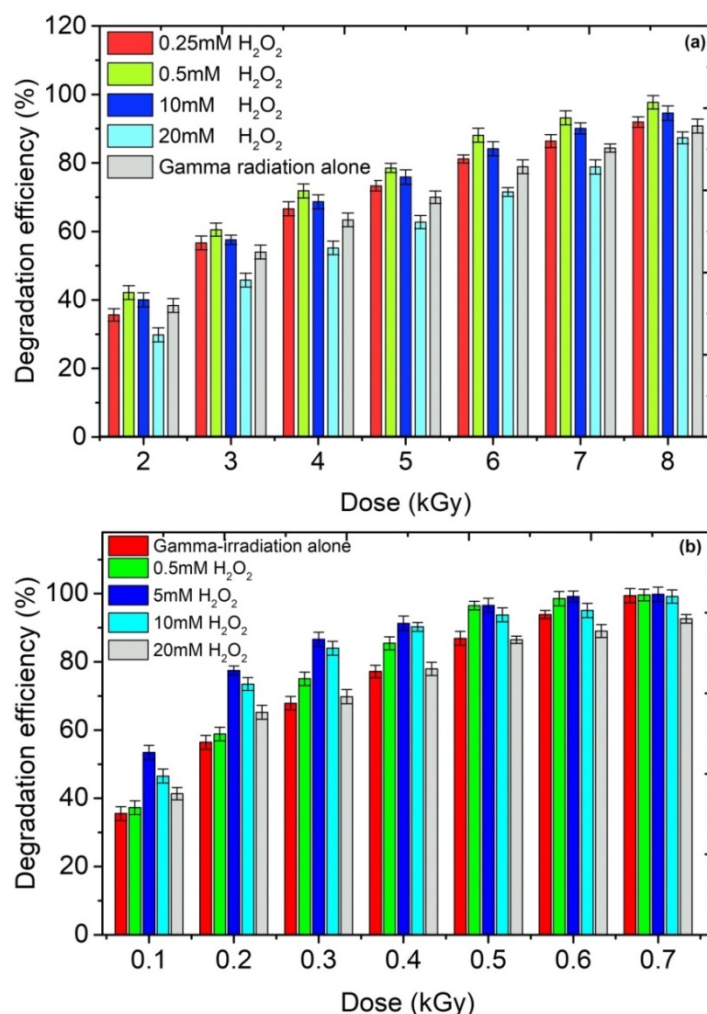 (a)
0.25mM H₂O₂
0.5mM H₂O₂
10mM H₂O₂
20mM H₂O₂
Gamma radiation alone
Degradation efficiency (%)
120
100
80
60
40
20
0
2 3 4 5 6 7 8
Dose (kGy)
(b)
Gamma-irradiation alone
0.5mM H₂O₂
5mM H₂O₂
10mM H₂O₂
20mM H₂O₂
Degradation efficiency (%)
100
80
60
40
20
0
0.1 0.2 0.3 0.4 0.5 0.6 0.7
Dose (kGy)